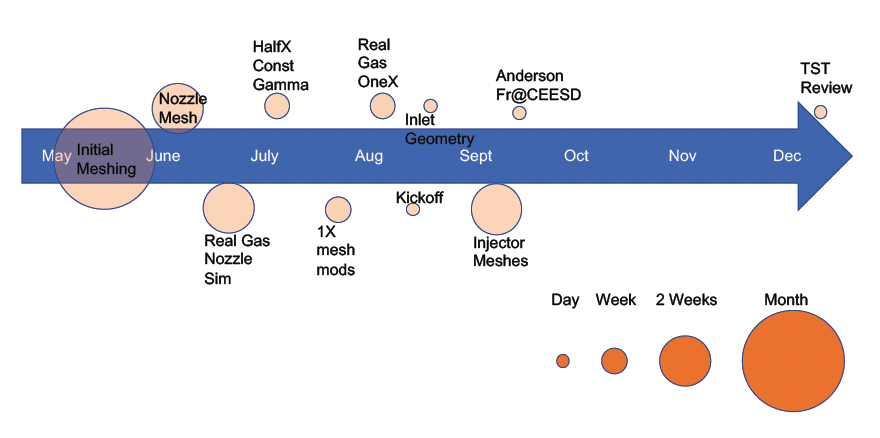 HalfX
Const
Gamma
Real
Gas
OneX
Anderson
Fr@CEESD
TST
Review
Nozzle
Mesh
Inlet
Geometry
May June July Aug Sept Oct Nov Dec
Initial
Meshing
Kickoff
Real Gas
Nozzle
Sim
1X
mesh
mods
Injector
Meshes
Day Week 2 Weeks Month